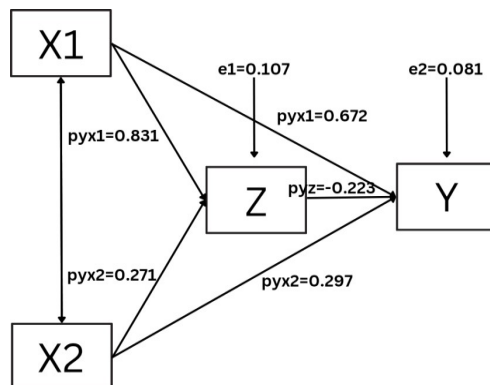 X1
e1=0.107
e2=0.081
pyx1=0.672
pyx1=0.831
pyz=-0.223
Z
Y
pyx2=0.271
pyx2=0.297
X2